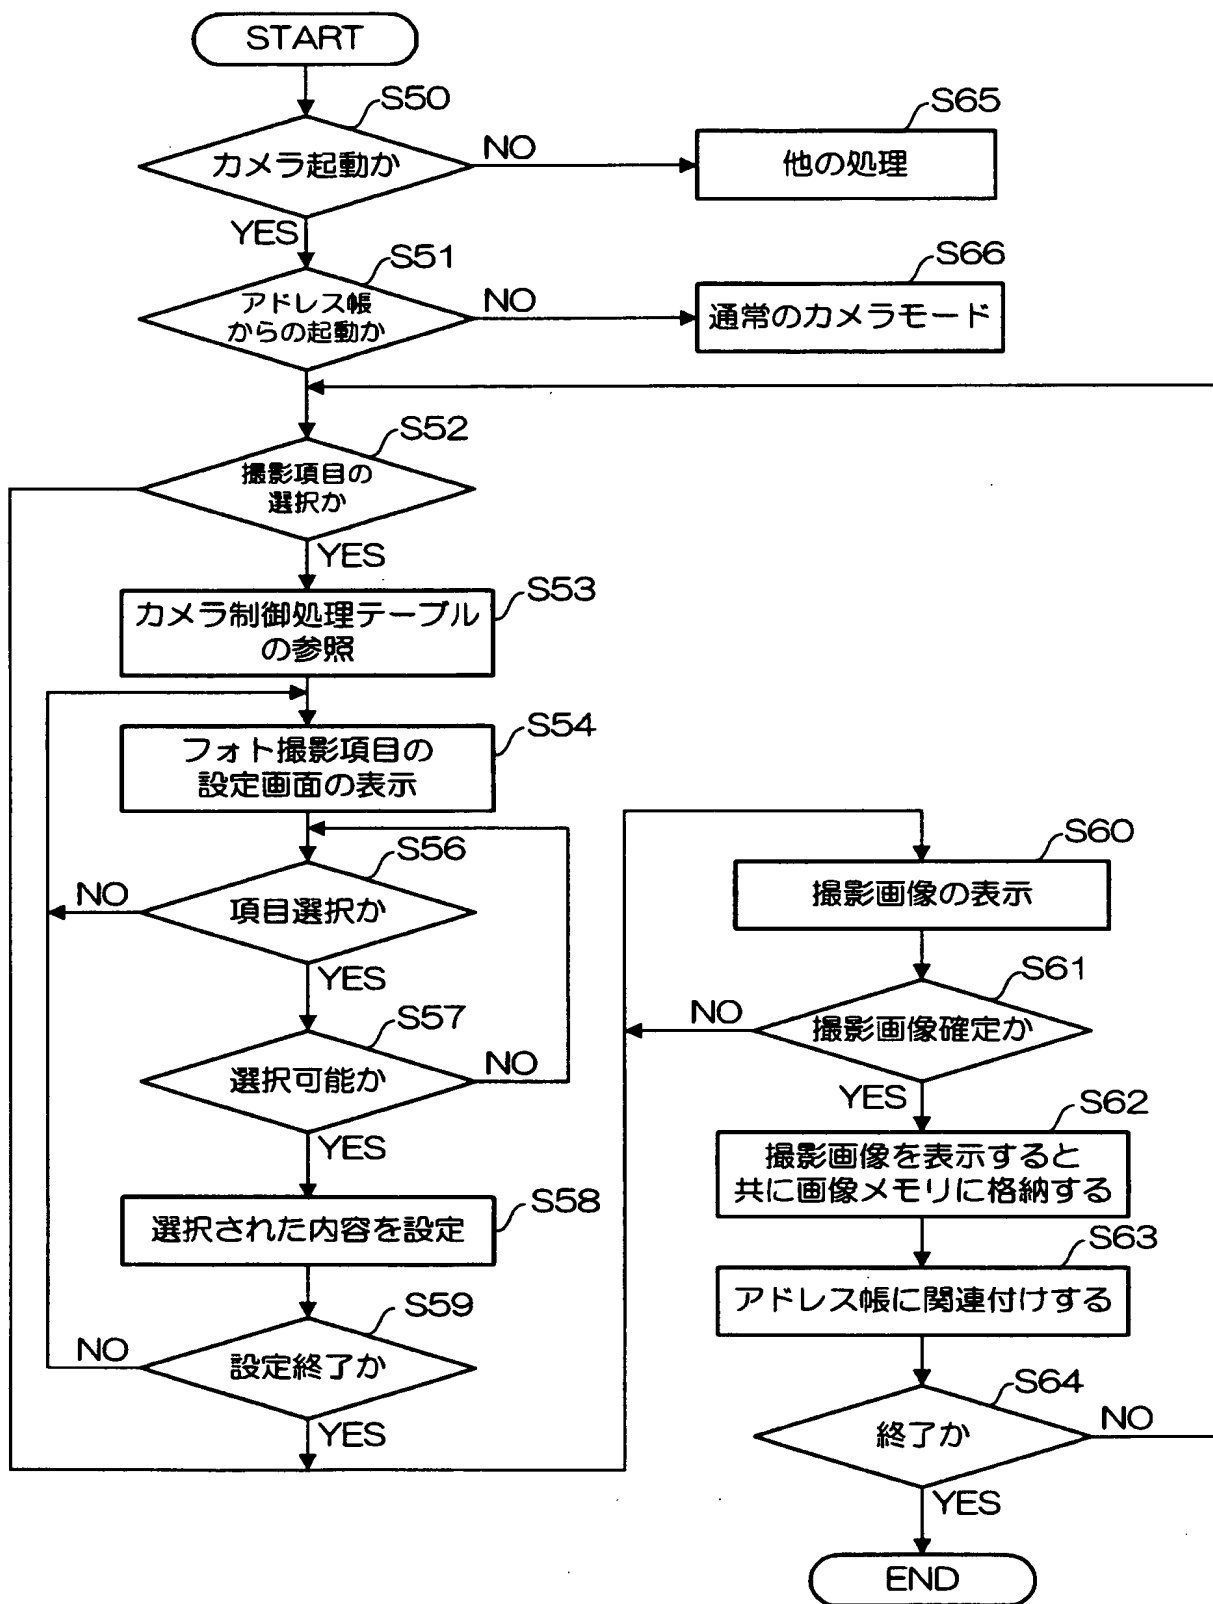 START
S50
カメラ起動か
NO
S65
他の処理
YES
S51
アドレス帳
からの起動か
NO
S66
通常のカメラモード
S52
撮影項目の
選択か
YES
S53
カメラ制御処理テーブル
の参照
S54
フォト撮影項目の
設定画面の表示
S56
NO
項目選択か
YES
S57
選択可能か
NO
YES
S58
選択された内容を設定
S59
NO
設定終了か
YES
S60
撮影画像の表示
S61
NO
撮影画像確定か
YES
S62
撮影画像を表示すると
共に画像メモリに格納する
S63
アドレス帳に関連付けする
S64
終了か
NO
YES
END